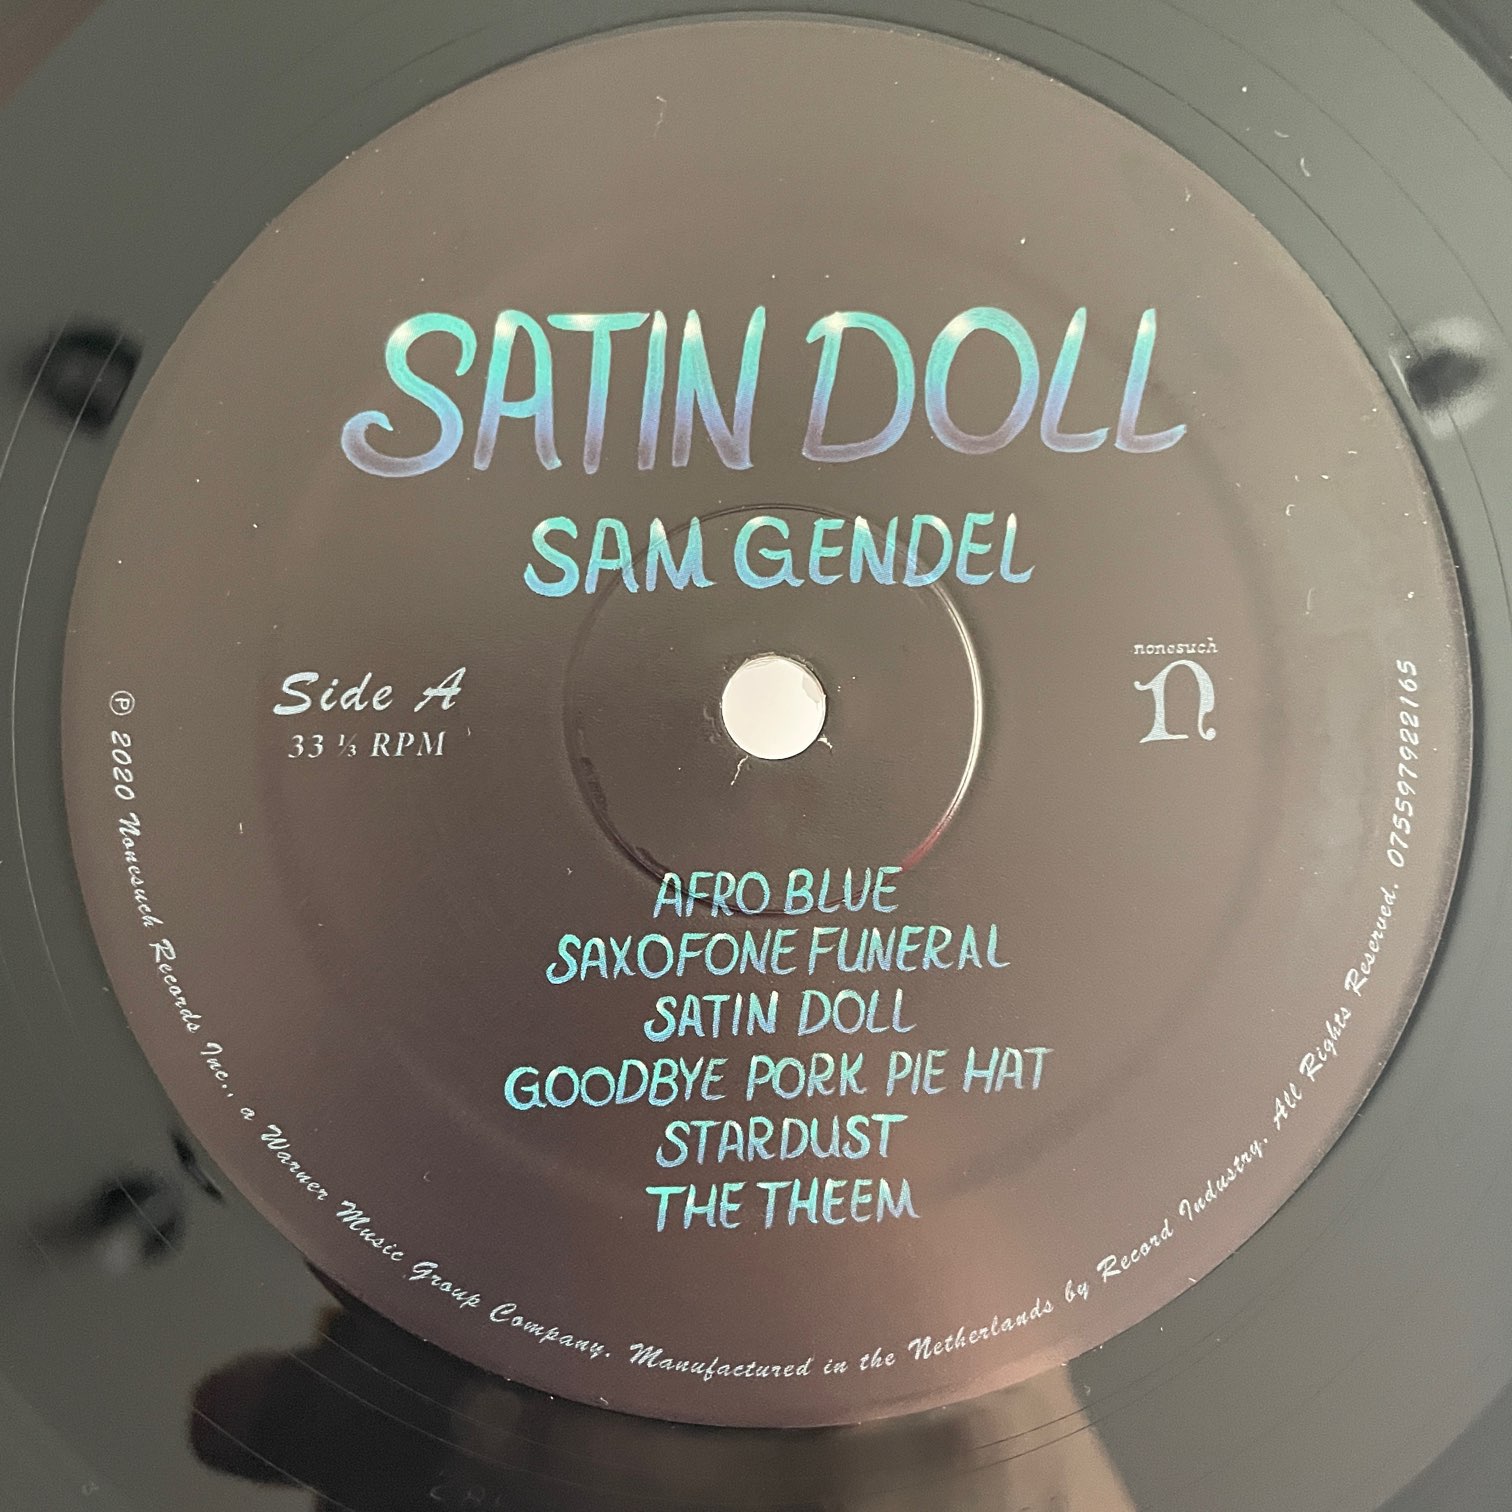 SATIN DOLL
SAM GENDEL
Side A
33 ⅓ RPM
nonesuch
n
AFRO BLUE
SAXOFONE FUNERAL
SATIN DOLL
GOODBYE PORK PIE HAT
STARDUST
THE THEEM
℗ 2020 Nonesuch Records Inc., a Warner Music Group Company. Manufactured in the Netherlands by Record Industry. All Rights Reserved. 075597922165